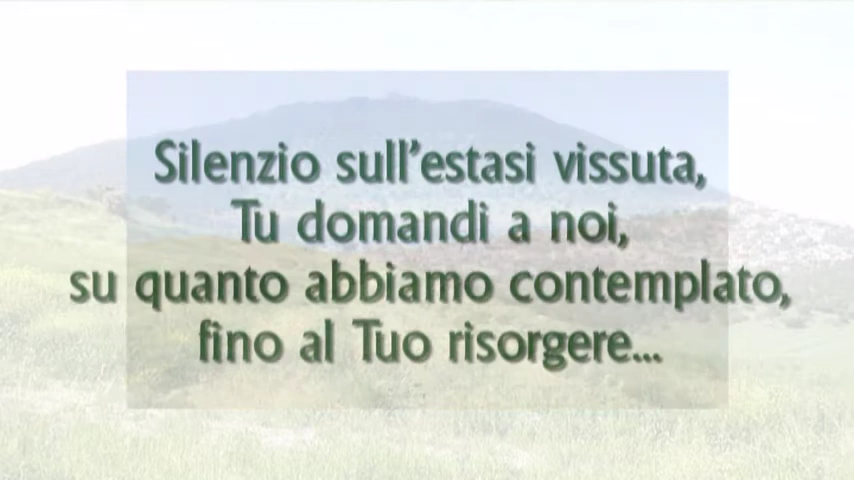 Silenzio sull'estasi vissuta,
Tu domandi a noi,
su quanto abbiamo contemplato,
fino al Tuo risorgere...